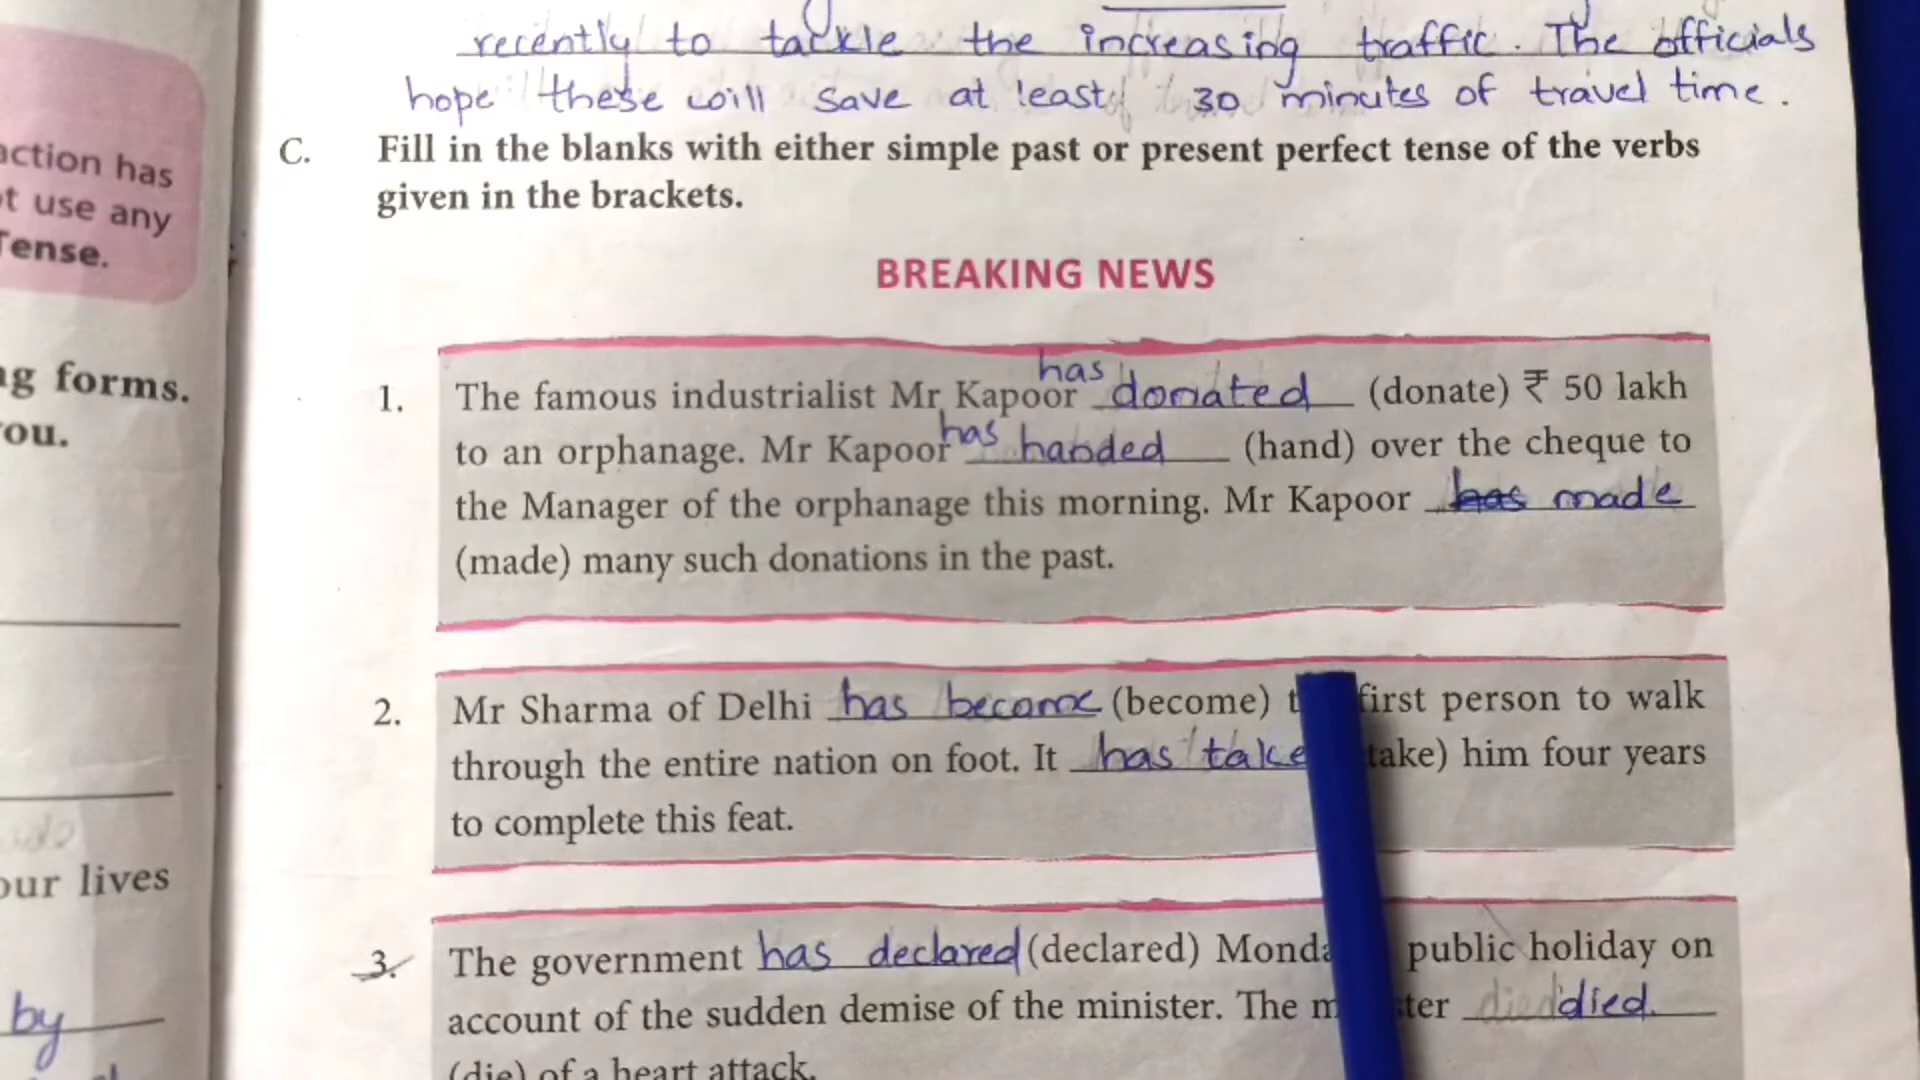 recently to tackle the increasing traffic. The officials
hope these will save at least 30 minutes of travel time.
action has
t use any
Tense.
C. Fill in the blanks with either simple past or present perfect tense of the verbs
given in the brackets.
BREAKING NEWS
ng forms.
ou.
has
1. The famous industrialist Mr Kapoor donated (donate) ₹ 50 lakh
to an orphanage. Mr Kapoor has handed (hand) over the cheque to
the Manager of the orphanage this morning. Mr Kapoor has made
(made) many such donations in the past.
2. Mr Sharma of Delhi has become (become) t first person to walk
through the entire nation on foot. It has take take) him four years
to complete this feat.
our lives
3. The government has declared (declared) Monda public holiday on
account of the sudden demise of the minister. The m ter died died.
(die) of a heart attack.
by